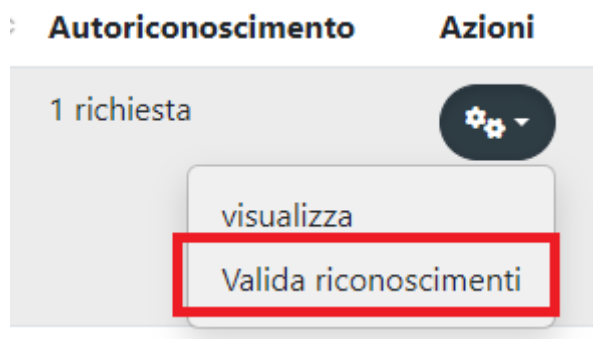 Autoriconoscimento Azioni
1 richiesta
visualizza
Valida riconoscimenti